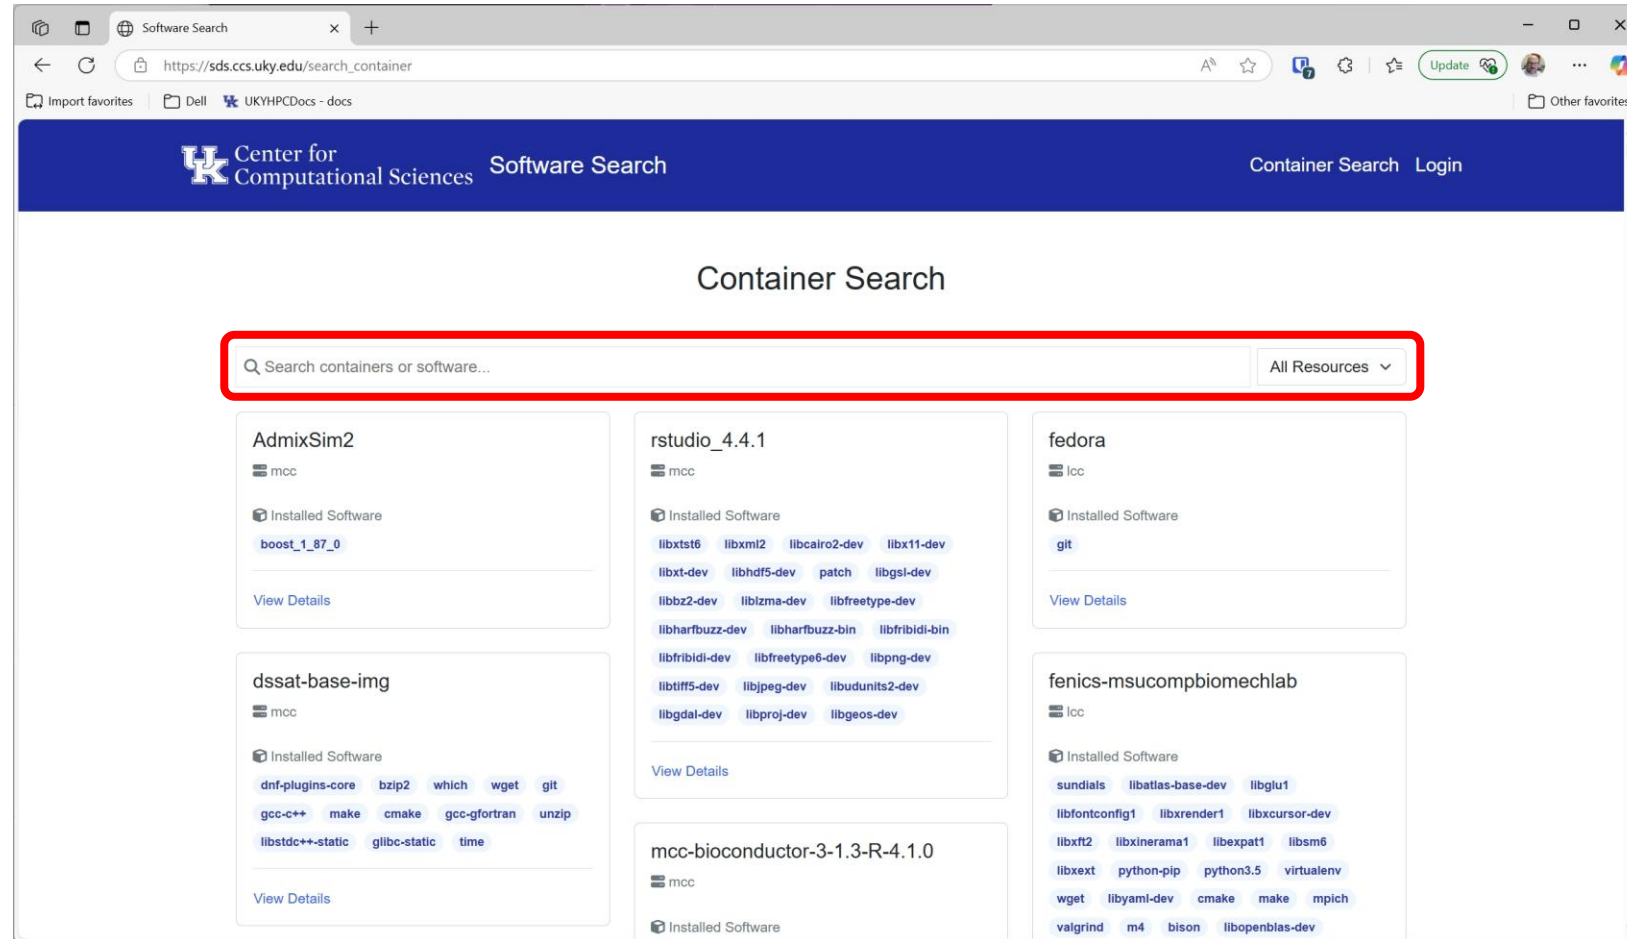 Software Search
https://sds.ccs.uky.edu/search_container
7
Update
Import favorites
Dell
UKYHPCDocs - docs
Other favorites
UK
Center for
Computational Sciences
Software Search
Container Search
Login
Container Search
Search containers or software...
All Resources
AdmixSim2
mcc
Installed Software
boost_1_87_0
View Details
dssat-base-img
mcc
Installed Software
dnf-plugins-core bzip2 which wget git
gcc-c++ make cmake gcc-gfortran unzip
libstdc++-static glibc-static time
View Details
rstudio_4.4.1
mcc
Installed Software
libxtst6 libxml2 libcairo2-dev libx11-dev
libxt-dev libhdf5-dev patch libgsl-dev
libbz2-dev liblzma-dev libfreetype-dev
libharfbuzz-dev libharfbuzz-bin libfribidi-bin
libfribidi-dev libfreetype6-dev libpng-dev
libtiff5-dev libjpeg-dev libudunits2-dev
libgdal-dev libproj-dev libgeos-dev
View Details
mcc-bioconductor-3-1.3-R-4.1.0
mcc
Installed Software
fedora
lcc
Installed Software
git
View Details
fenics-msucompbiomechlab
lcc
Installed Software
sundials libatlas-base-dev libglu1
libfontconfig1 libxrender1 libxcursor-dev
libxft2 libxinerama1 libexpat1 libsm6
libxext python-pip python3.5 virtualenv
wget libyaml-dev cmake make mpich
valgrind m4 bison libopenblas-dev